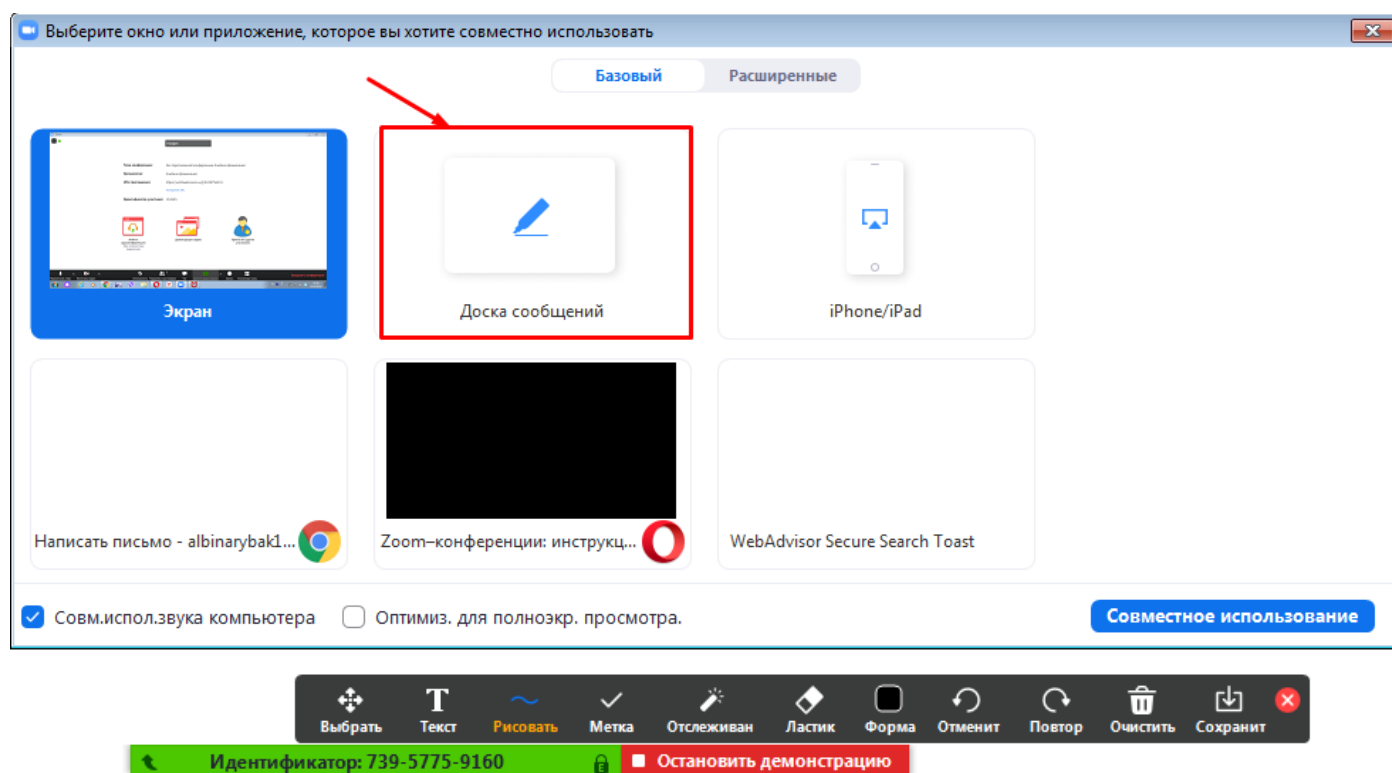 Выберите окно или приложение, которое вы хотите совместно использовать
Базовый Расширенные
Экран Доска сообщений iPhone/iPad
Написать письмо - albinarybak1... Zoom–конференции: инструкц... WebAdvisor Secure Search Toast
Совм.испол.звука компьютера Оптимиз. для полноэкр. просмотра. Совместное использование
Выбрать Текст Рисовать Метка Отслеживан Ластик Форма Отменит Повтор Очистить Сохранит
Идентификатор: 739-5775-9160 Остановить демонстрацию